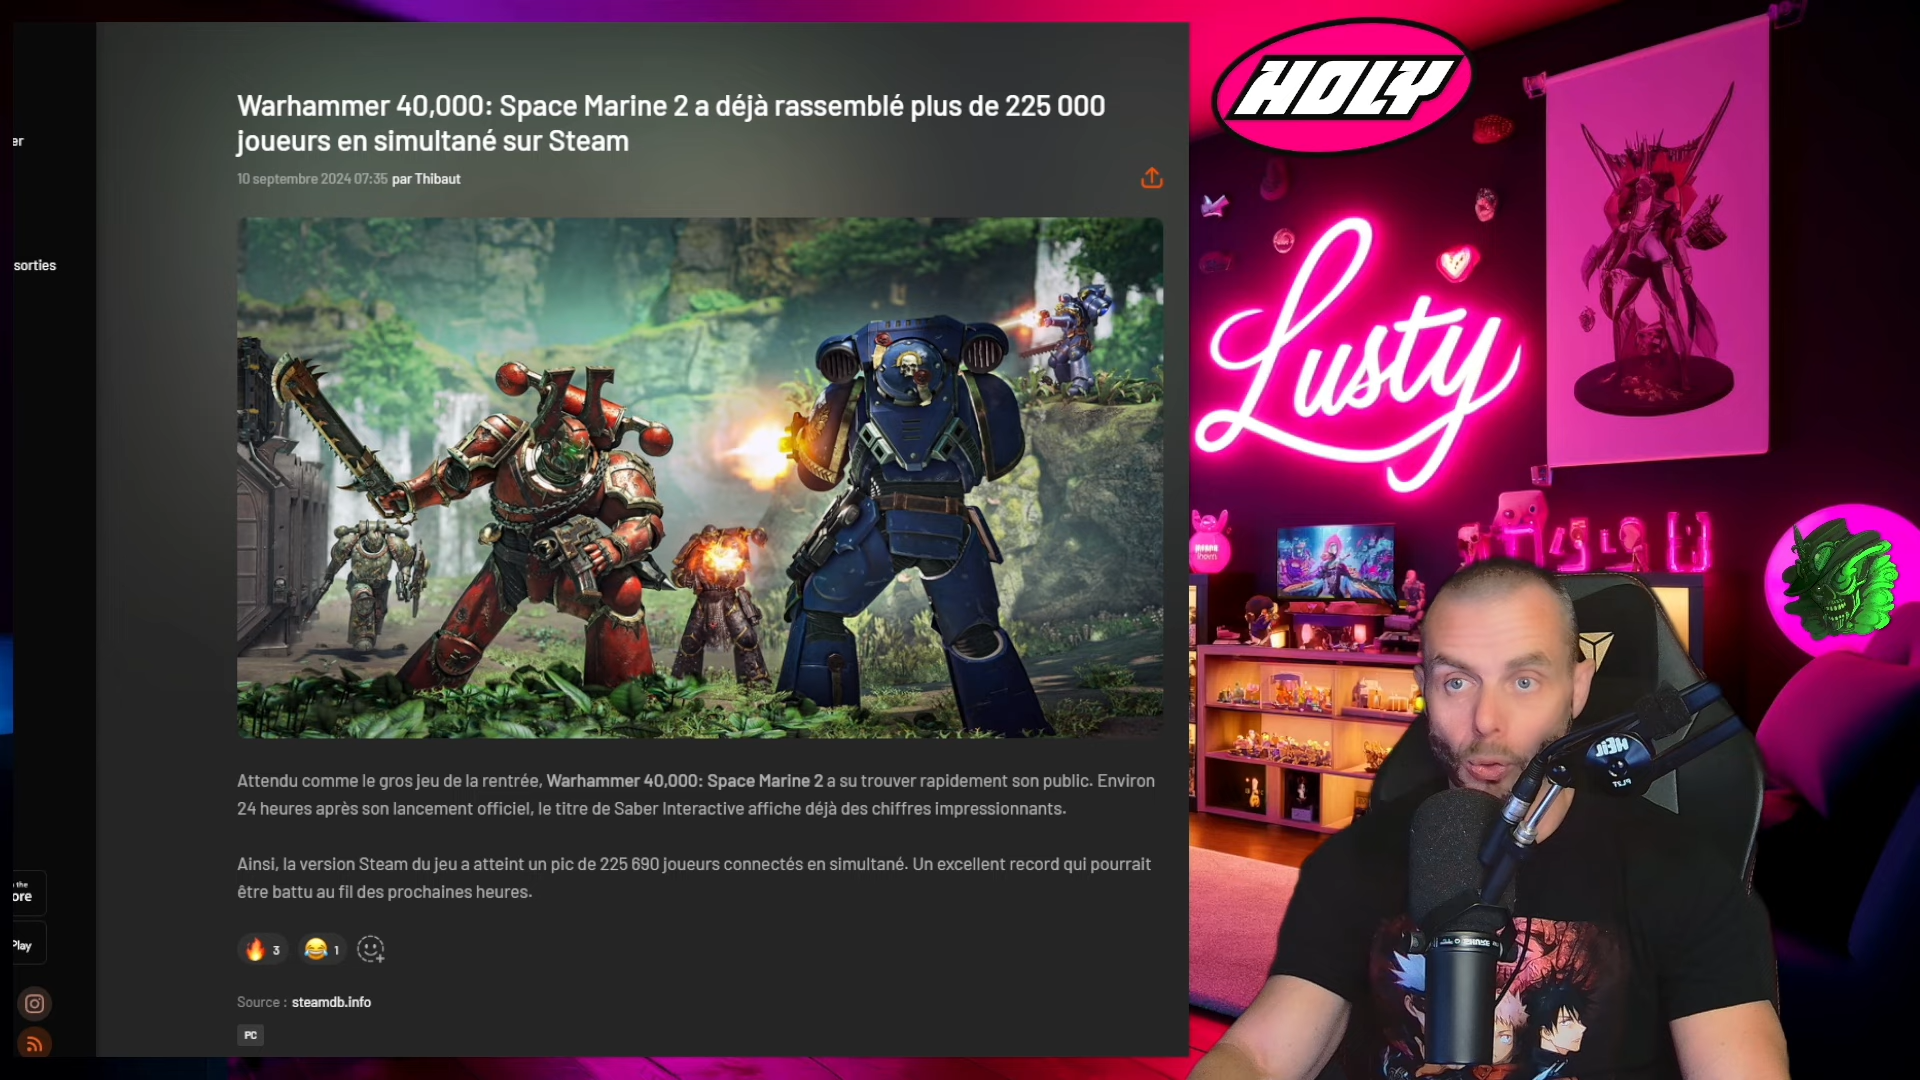 er
sorties
n the
ore
Play
Warhammer 40,000: Space Marine 2 a déjà rassemblé plus de 225 000
joueurs en simultané sur Steam
10 septembre 2024 07:35 par Thibaut
Attendu comme le gros jeu de la rentrée, Warhammer 40,000: Space Marine 2 a su trouver rapidement son public. Environ
24 heures après son lancement officiel, le titre de Saber Interactive affiche déjà des chiffres impressionnants.
Ainsi, la version Steam du jeu a atteint un pic de 225 690 joueurs connectés en simultané. Un excellent record qui pourrait
être battu au fil des prochaines heures.
3
1
Source : steamdb.info
PC
HOLY
Lusty